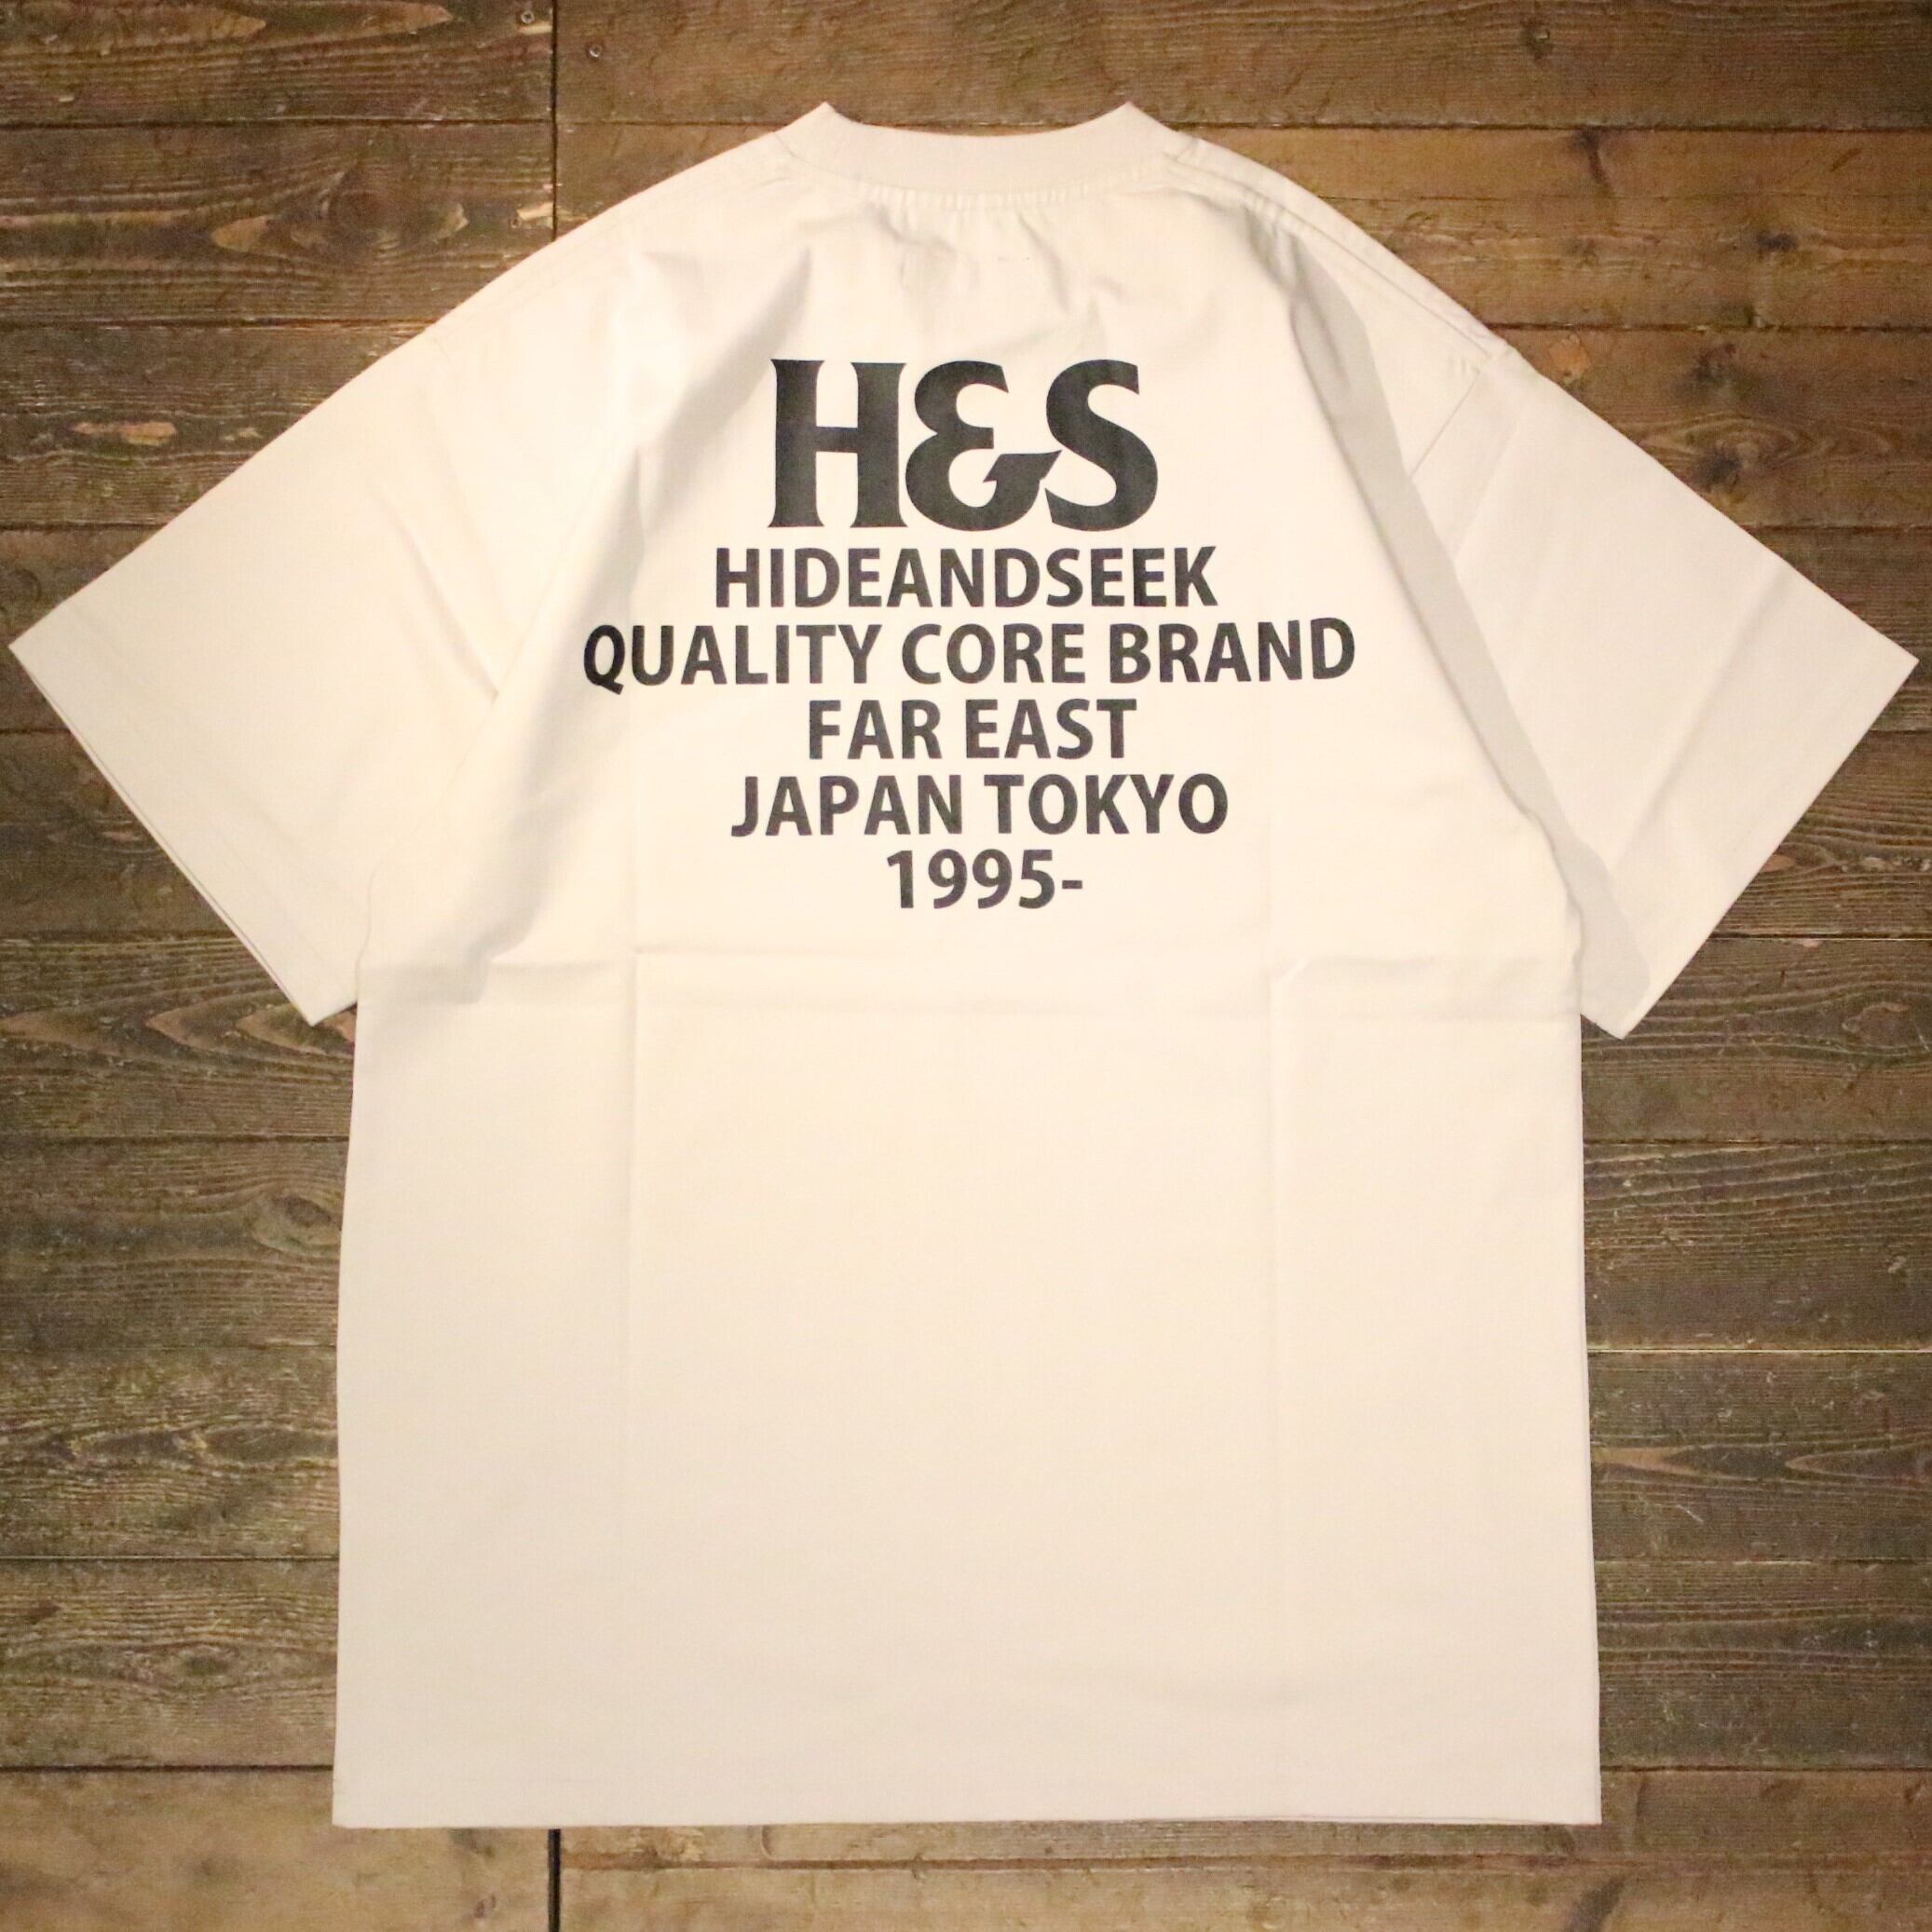 H&S
HIDEANDSEEK
QUALITY CORE BRAND
FAR EAST
JAPAN TOKYO
1995-